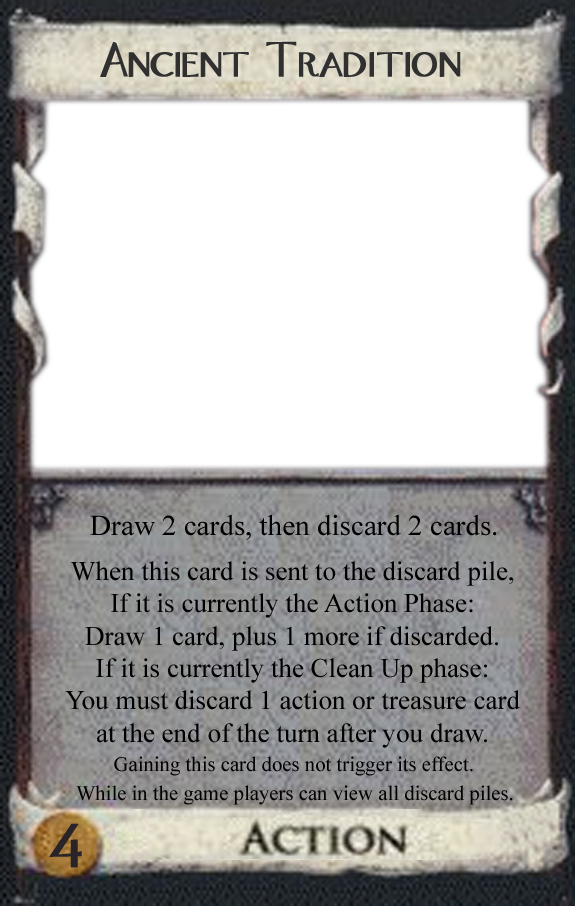 Ancient Tradition
Draw 2 cards, then discard 2 cards.
When this card is sent to the discard pile,
If it is currently the Action Phase:
Draw 1 card, plus 1 more if discarded.
If it is currently the Clean Up phase:
You must discard 1 action or treasure card
at the end of the turn after you draw.
Gaining this card does not trigger its effect.
While in the game players can view all discard piles.
4
Action